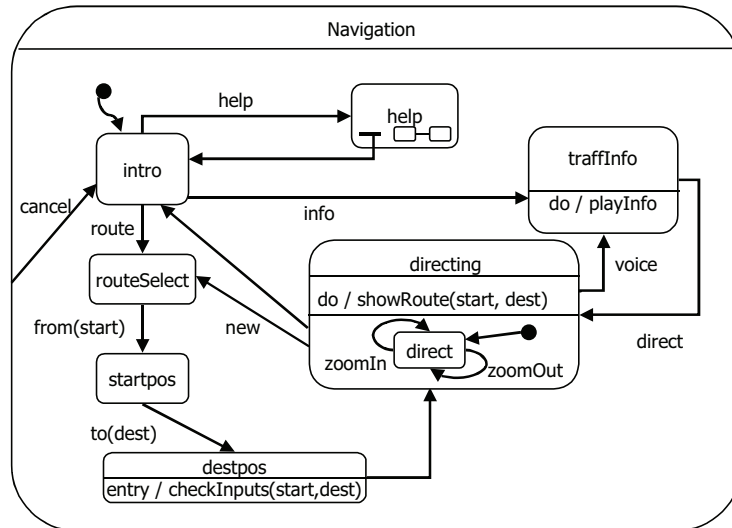 Navigation
help
help
intro
traffInfo
do / playInfo
cancel
info
route
directing
voice
routeSelect
do / showRoute(start, dest)
from(start)
new
direct
direct
zoomIn
zoomOut
startpos
to(dest)
destpos
entry / checkInputs(start,dest)